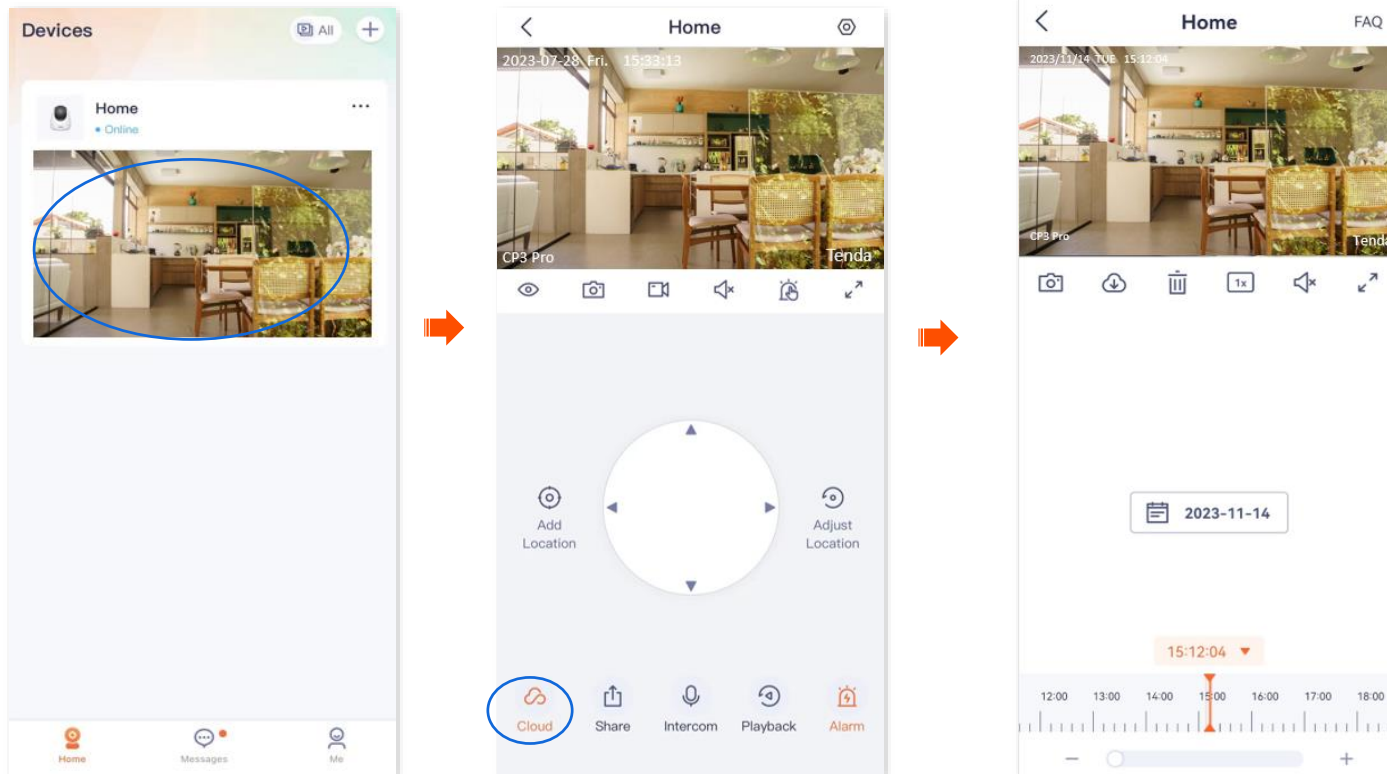 Devices
All
Home
Online
Home
Messages
Me
Home
2023-07-28 Fri. 15:33:13
CP3 Pro
Tenda
Add
Location
Adjust
Location
Cloud
Share
Intercom
Playback
Alarm
Home
FAQ
2023/11/14 TUE 15:12:04
CP3 Pro
Tenda
1x
2023-11-14
15:12:04
12:00 13:00 14:00 15:00 16:00 17:00 18:00